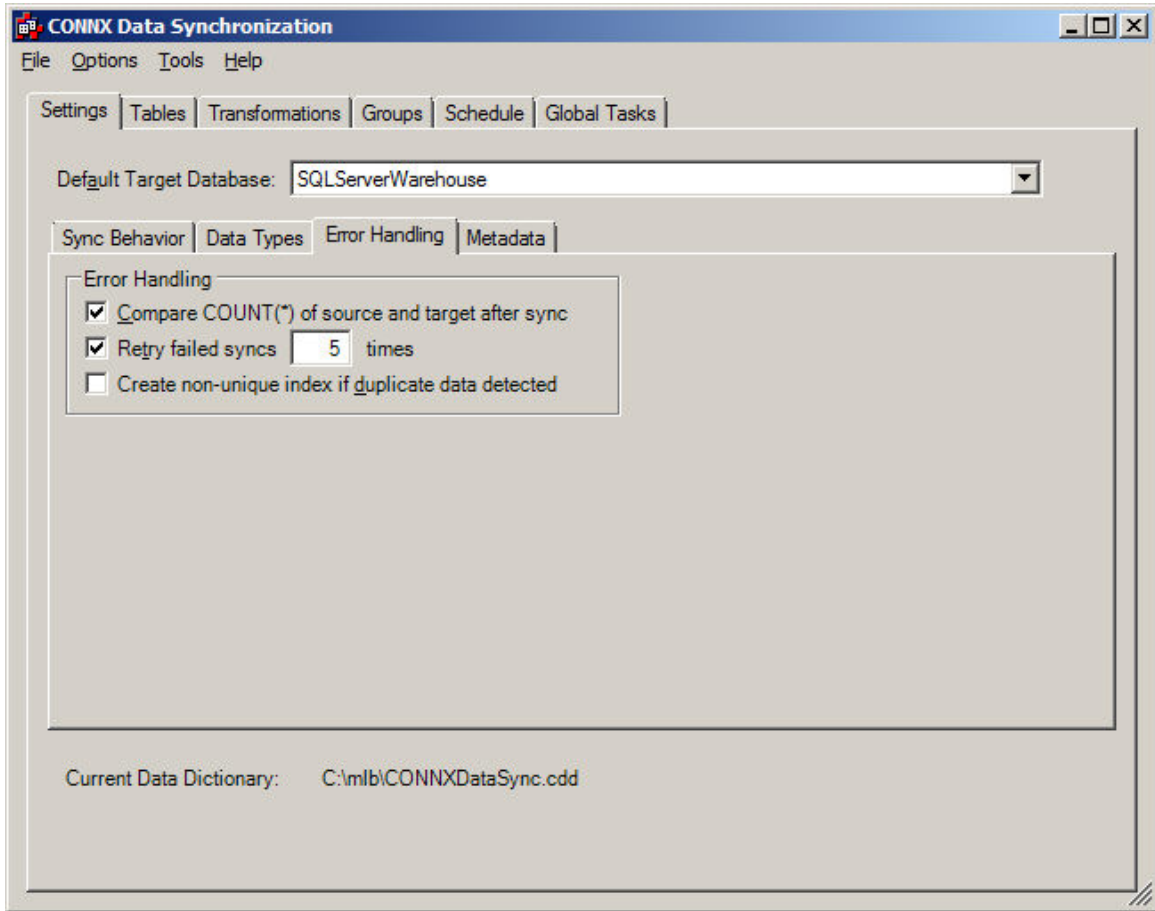 CONNX Data Synchronization
File Options Tools Help
Settings Tables Transformations Groups Schedule Global Tasks
Default Target Database: SQLServerWarehouse
Sync Behavior Data Types Error Handling Metadata
Error Handling
Compare COUNT(*) of source and target after sync
Retry failed syncs 5 times
Create non-unique index if duplicate data detected
Current Data Dictionary: C:\mlb\CONNXDataSync.cdd